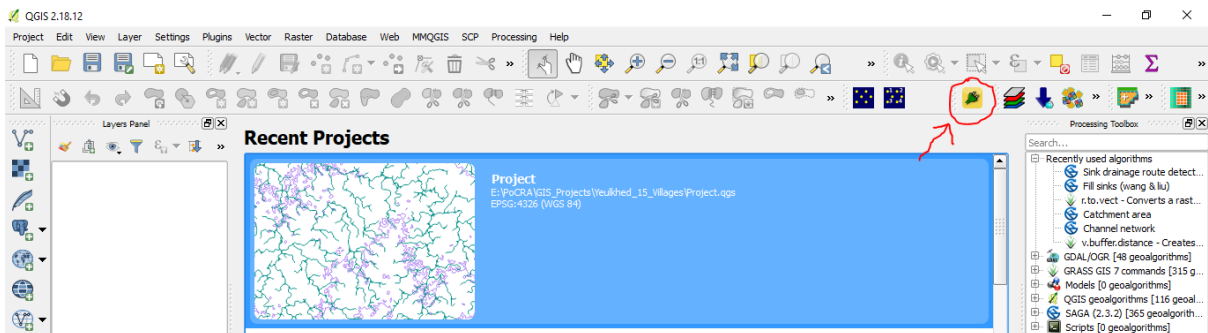 QGIS 2.18.12
Project Edit View Layer Settings Plugins Vector Raster Database Web MMQGIS SCP Processing Help
Layers Panel
Processing Toolbox
Recent Projects
Search...
Project
E:\PoCRA\GIS_Projects\Yeulkhed_15_Villages\Project.qgs
EPSG:4326 (WGS 84)
Recently used algorithms
Sink drainage route detect...
Fill sinks (wang & liu)
r.to.vect - Converts a rast...
Catchment area
Channel network
v.buffer.distance - Creates...
GDAL/OGR [48 geoalgorithms]
GRASS GIS 7 commands [315 g...
Models [0 geoalgorithms]
QGIS geoalgorithms [116 geoal...
SAGA (2.3.2) [365 geoalgorith...
Scripts [0 geoalgorithms]